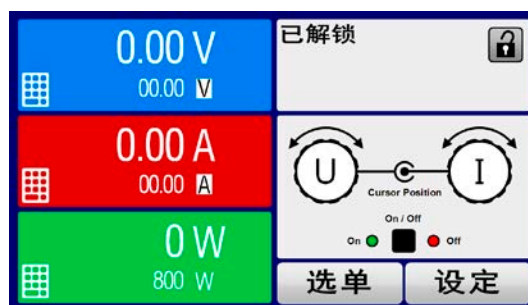 0.00 V
00.00 V
0.00 A
00.00 A
0 W
800 W
已解锁
U I
Cursor Position
On / Off
On Off
选单 设定